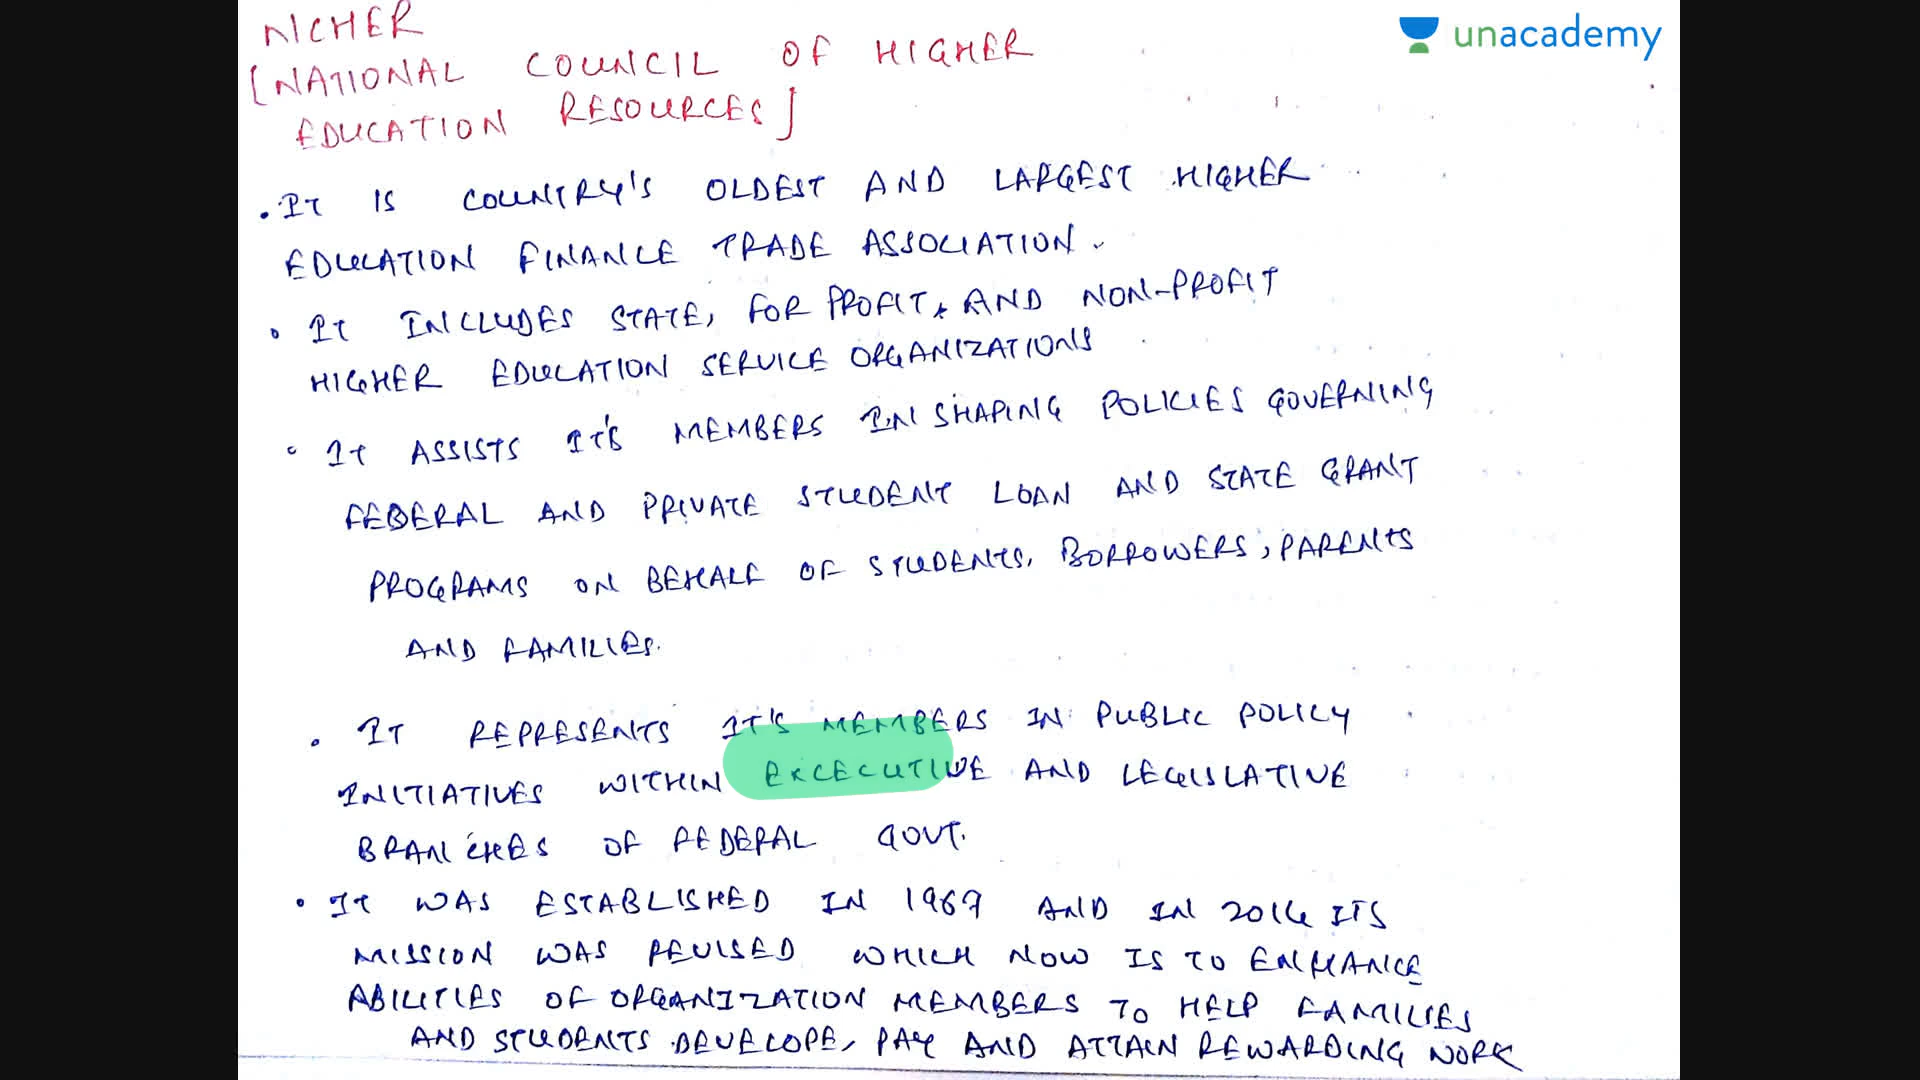 NCHER
unacademy
[NATIONAL COUNCIL OF HIGHER
EDUCATION RESOURCES]
• It IS COUNTRY'S OLDEST AND LARGEST HIGHER
EDUCATION FINANCE TRADE ASSOCIATION.
• It INCLUDES STATE, FOR PROFIT, AND NON-PROFIT
HIGHER EDUCATION SERVICE ORGANIZATIONS
• It ASSISTS It'S MEMBERS IN SHAPING POLICIES GOVERNING
FEDERAL AND PRIVATE STUDENT LOAN AND STATE GRANT
PROGRAMS ON BEHALF OF STUDENTS, BORROWERS, PARENTS
AND FAMILIES.
• IT REPRESENTS IT'S MEMBERS IN PUBLIC POLICY
INITIATIVES WITHIN EXCECUTIVE AND LEGISLATIVE
BRANCHES OF FEDERAL GOVT.
• It WAS ESTABLISHED IN 1967 AND IN 2014 ITS
MISSION WAS REVISED WHICH NOW IS TO ENHANCE
ABILITIES OF ORGANIZATION MEMBERS TO HELP FAMILIES
AND STUDENTS DEVELOPE, PAY AND ATTAIN REWARDING WORK